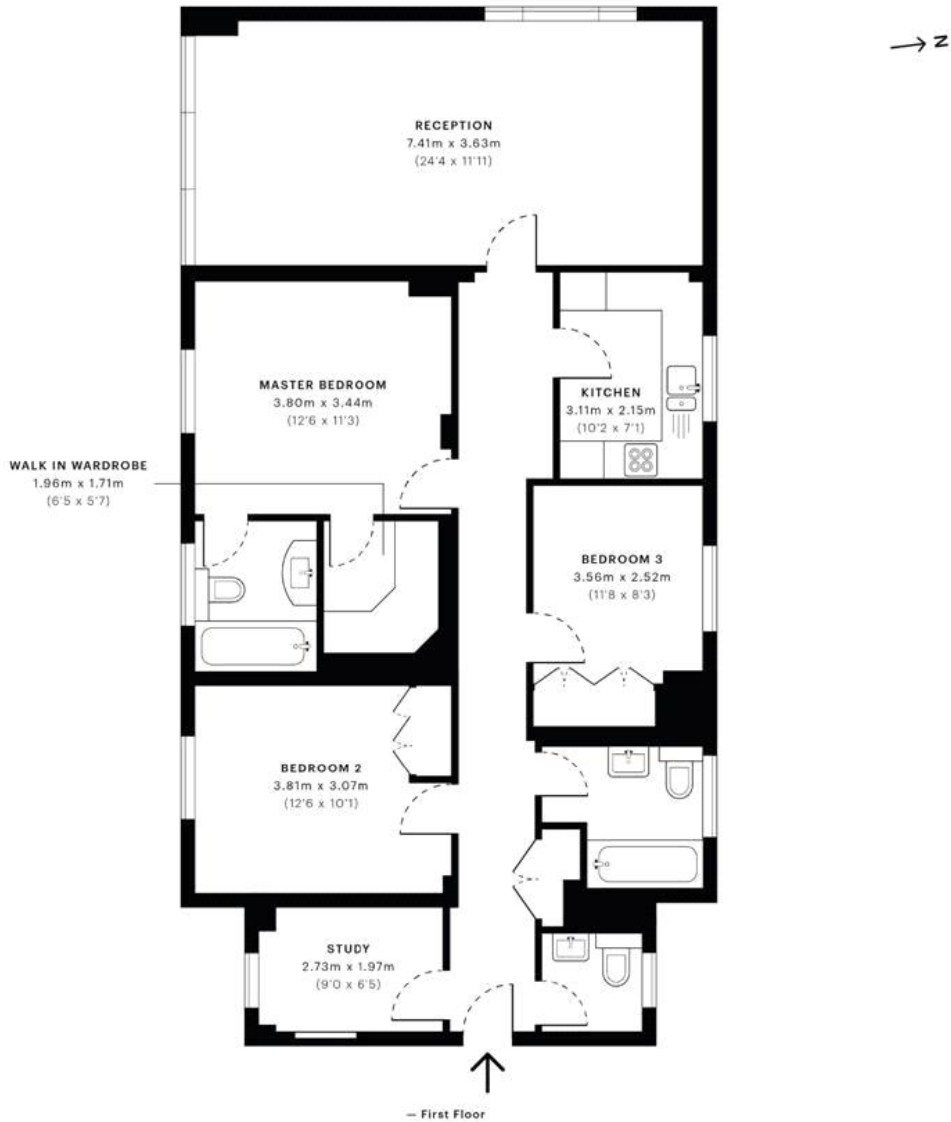 N
RECEPTION
7.41m x 3.63m
(24'4 x 11'11)
MASTER BEDROOM
3.80m x 3.44m
(12'6 x 11'3)
KITCHEN
3.11m x 2.15m
(10'2 x 7'1)
WALK IN WARDROBE
1.96m x 1.71m
(6'5 x 5'7)
BEDROOM 3
3.56m x 2.52m
(11'8 x 8'3)
BEDROOM 2
3.81m x 3.07m
(12'6 x 10'1)
STUDY
2.73m x 1.97m
(9'0 x 6'5)
— First Floor